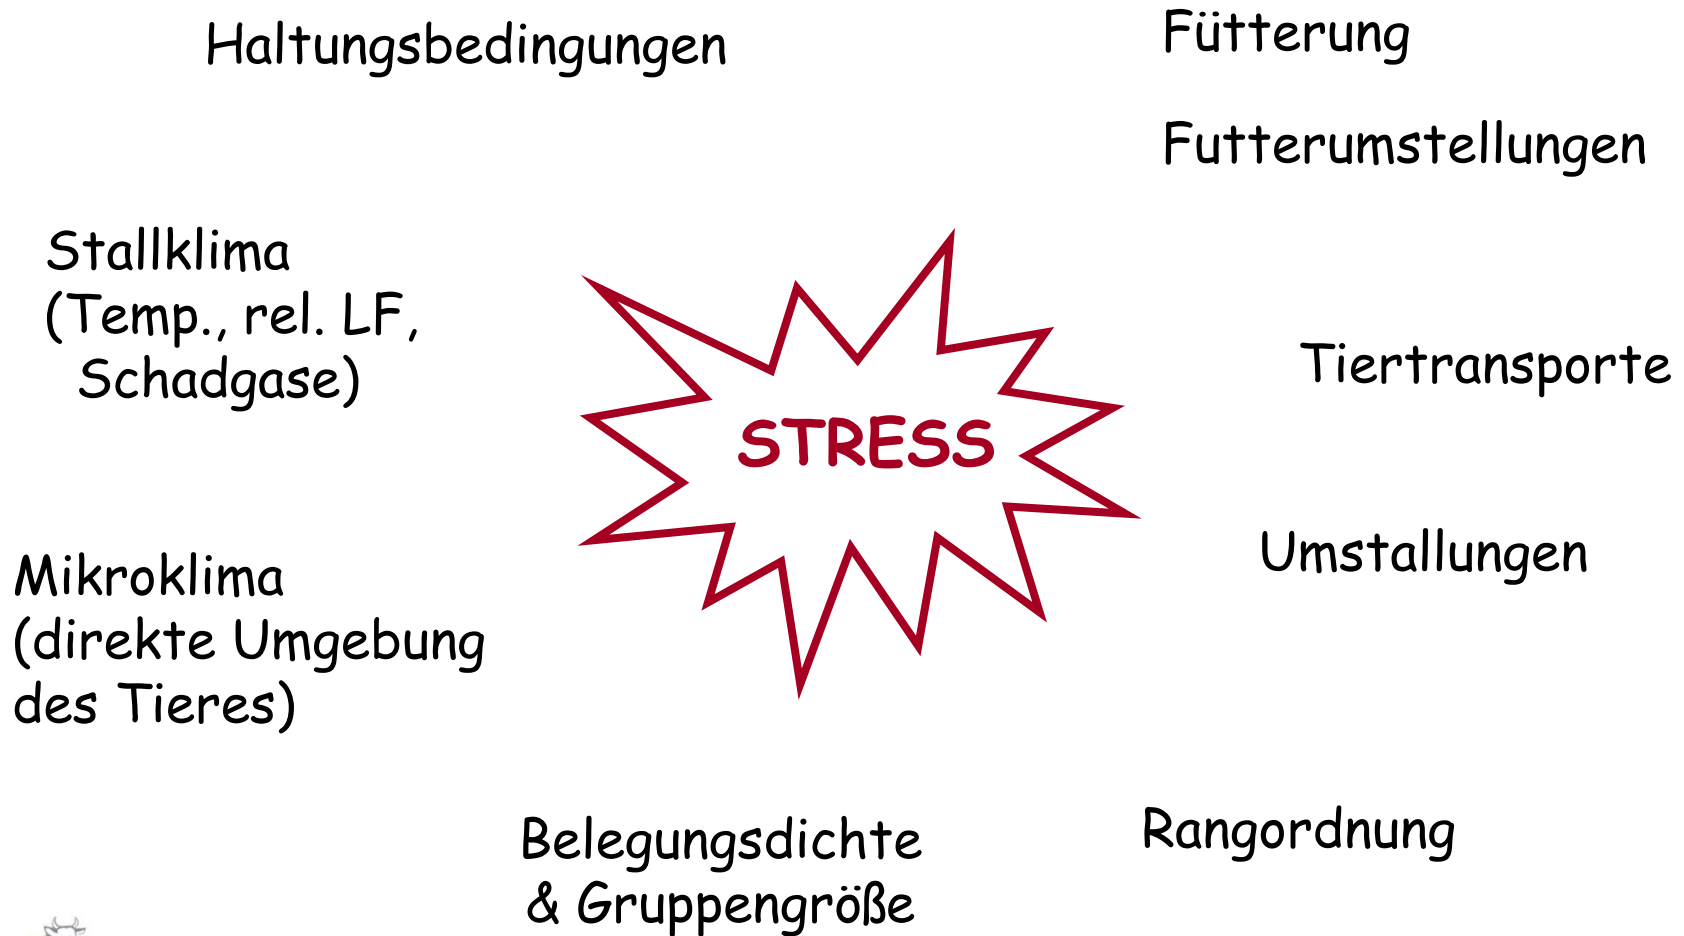 Haltungsbedingungen
Fütterung
Futterumstellungen
Stallklima
(Temp., rel. LF,
Schadgase)
Tiertransporte
STRESS
Umstallungen
Mikroklima
(direkte Umgebung
des Tieres)
Belegungsdichte
& Gruppengröße
Rangordnung